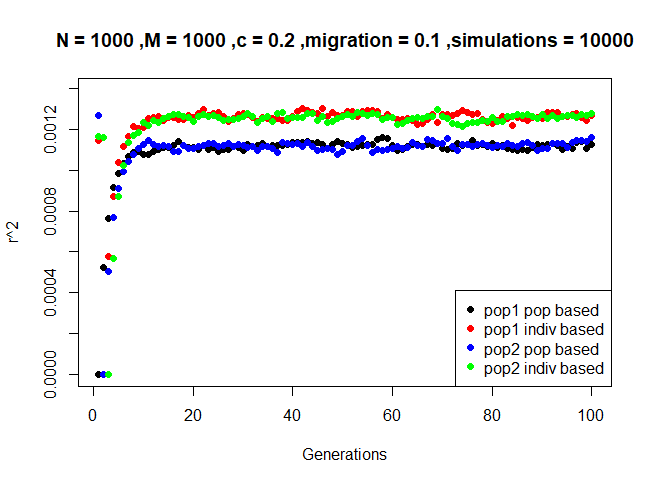 N = 1000 ,M = 1000 ,c = 0.2 ,migration = 0.1 ,simulations = 10000
r^2
0.0012
0.0008
0.0004
0.0000
pop1 pop based
pop1 indiv based
pop2 pop based
pop2 indiv based
0 20 40 60 80 100
Generations